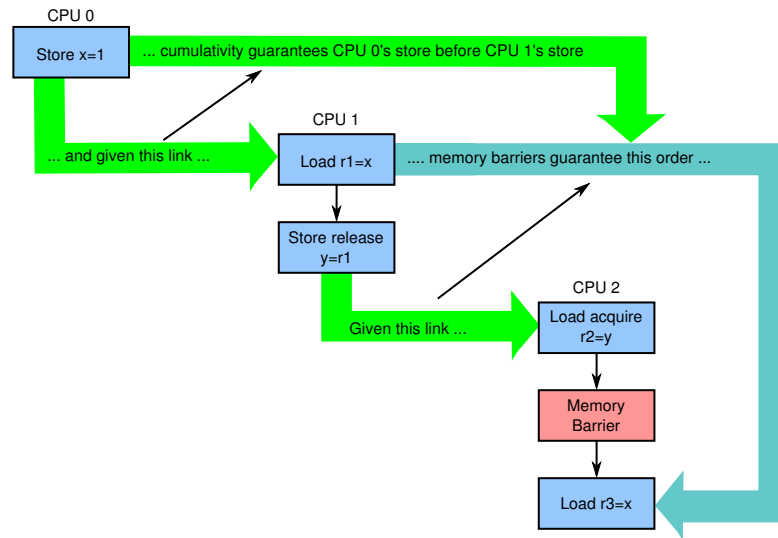 CPU 0
Store x=1
... cumulativity guarantees CPU 0's store before CPU 1's store
CPU 1
... and given this link ...
Load r1=x
.... memory barriers guarantee this order ...
Store release
y=r1
CPU 2
Given this link ...
Load acquire
r2=y
Memory
Barrier
Load r3=x